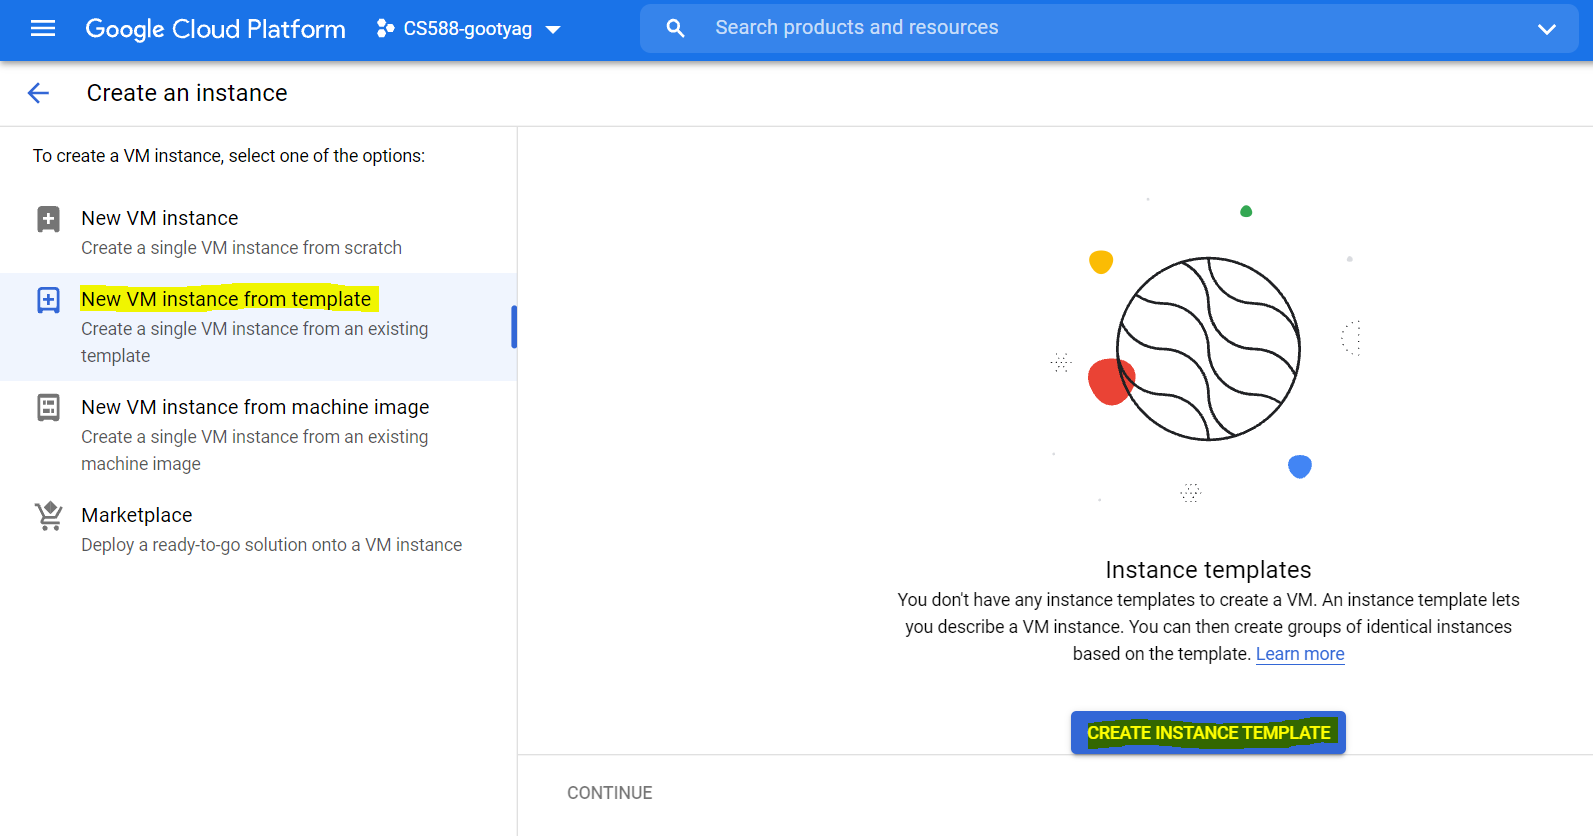 Google Cloud Platform
CS588-gootyag
Search products and resources
Create an instance
To create a VM instance, select one of the options:
New VM instance
Create a single VM instance from scratch
New VM instance from template
Create a single VM instance from an existing
template
New VM instance from machine image
Create a single VM instance from an existing
machine image
Marketplace
Deploy a ready-to-go solution onto a VM instance
Instance templates
You don't have any instance templates to create a VM. An instance template lets
you describe a VM instance. You can then create groups of identical instances
based on the template. Learn more
CREATE INSTANCE TEMPLATE
CONTINUE